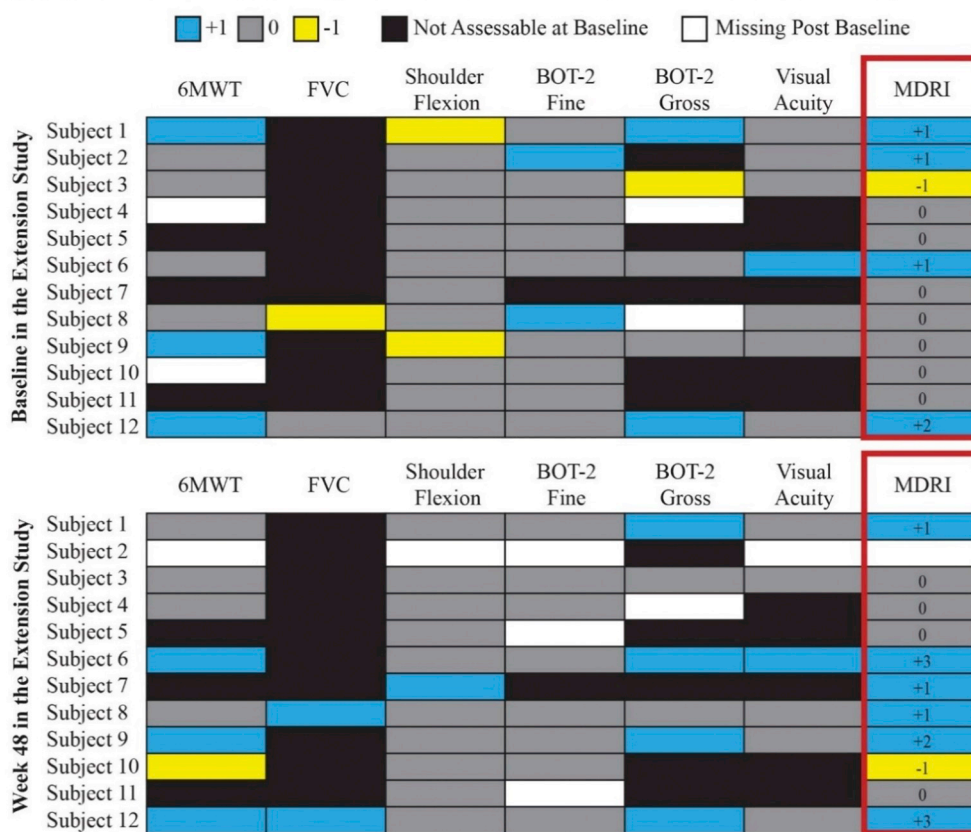 +1 0 -1 Not Assessable at Baseline Missing Post Baseline
6MWT FVC Shoulder Flexion BOT-2 Fine BOT-2 Gross Visual Acuity MDRI
Baseline in the Extension Study
Subject 1 +1
Subject 2 +1
Subject 3 -1
Subject 4 0
Subject 5 0
Subject 6 +1
Subject 7 0
Subject 8 0
Subject 9 0
Subject 10 0
Subject 11 0
Subject 12 +2
6MWT FVC Shoulder Flexion BOT-2 Fine BOT-2 Gross Visual Acuity MDRI
Week 48 in the Extension Study
Subject 1 +1
Subject 2
Subject 3 0
Subject 4 0
Subject 5 0
Subject 6 +3
Subject 7 +1
Subject 8 +1
Subject 9 +2
Subject 10 -1
Subject 11 0
Subject 12 +3